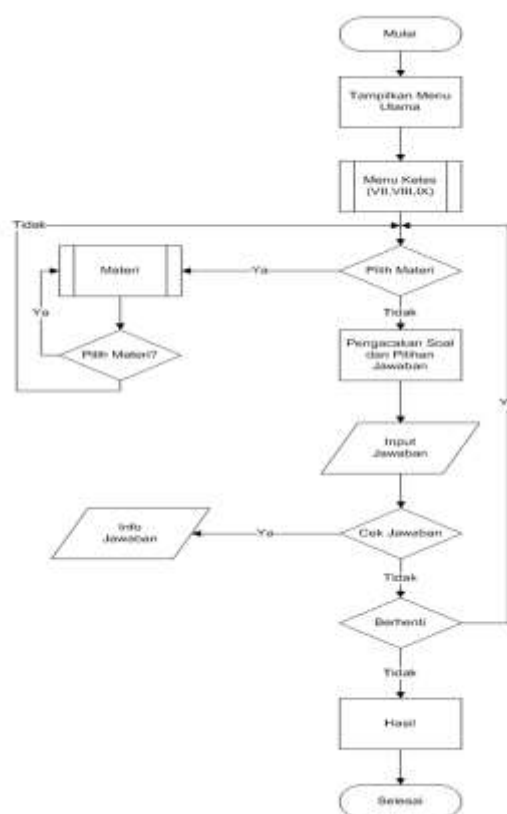 Mulai
Tampilkan Menu
Utama
Menu Kelas
(VII,VIII,IX)
Tidak
Materi
Ya
Pilih Materi
Ya
Tidak
Pilih Materi?
Pengacakan Soal
dan Pilihan
Jawaban
Y
Input
Jawaban
Info
Jawaban
Ya
Cek Jawaban
Tidak
Berhenti
Tidak
Hasil
Selesai